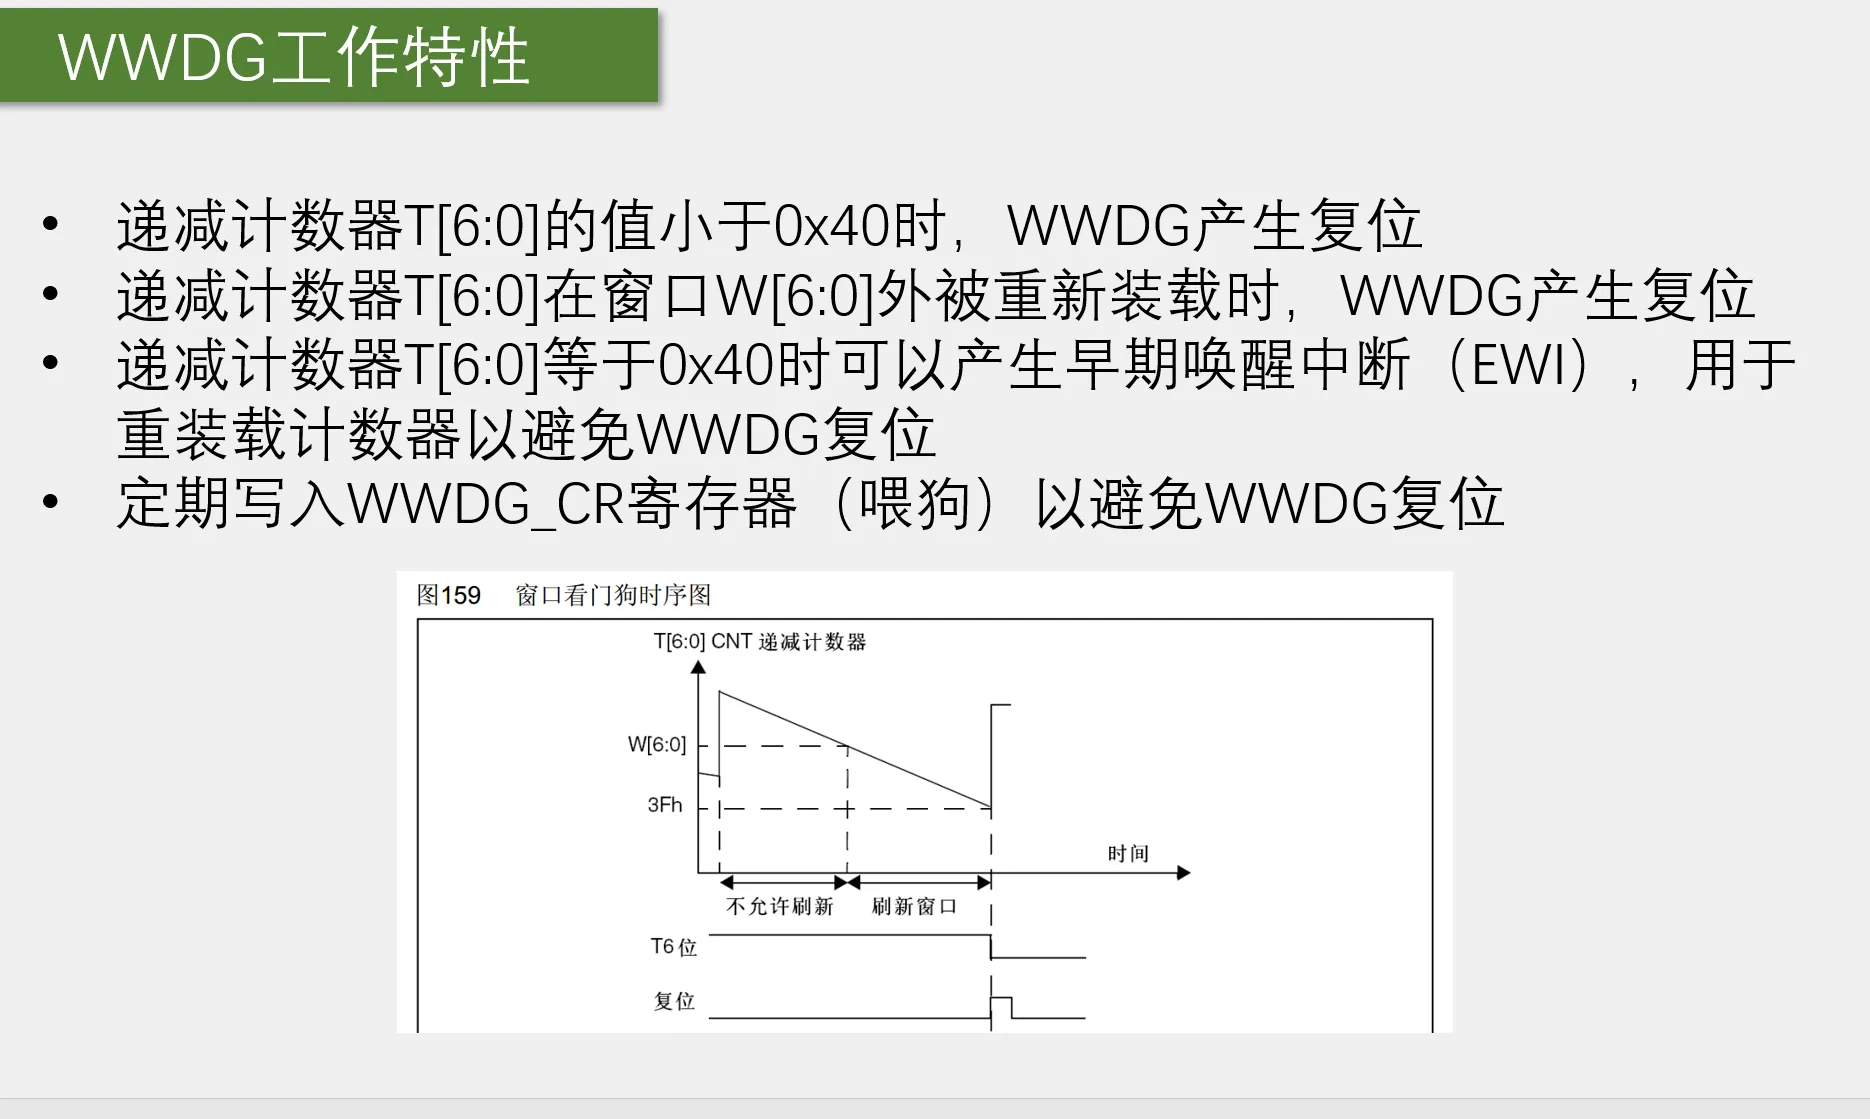 WWDG工作特性
• 递减计数器T[6:0]的值小于0x40时，WWDG产生复位
• 递减计数器T[6:0]在窗口W[6:0]外被重新装载时，WWDG产生复位
• 递减计数器T[6:0]等于0x40时可以产生早期唤醒中断（EWI），用于
重装载计数器以避免WWDG复位
• 定期写入WWDG_CR寄存器（喂狗）以避免WWDG复位
图159 窗口看门狗时序图
T[6:0] CNT 递减计数器
W[6:0]
3Fh
时间
不允许刷新 刷新窗口
T6位
复位